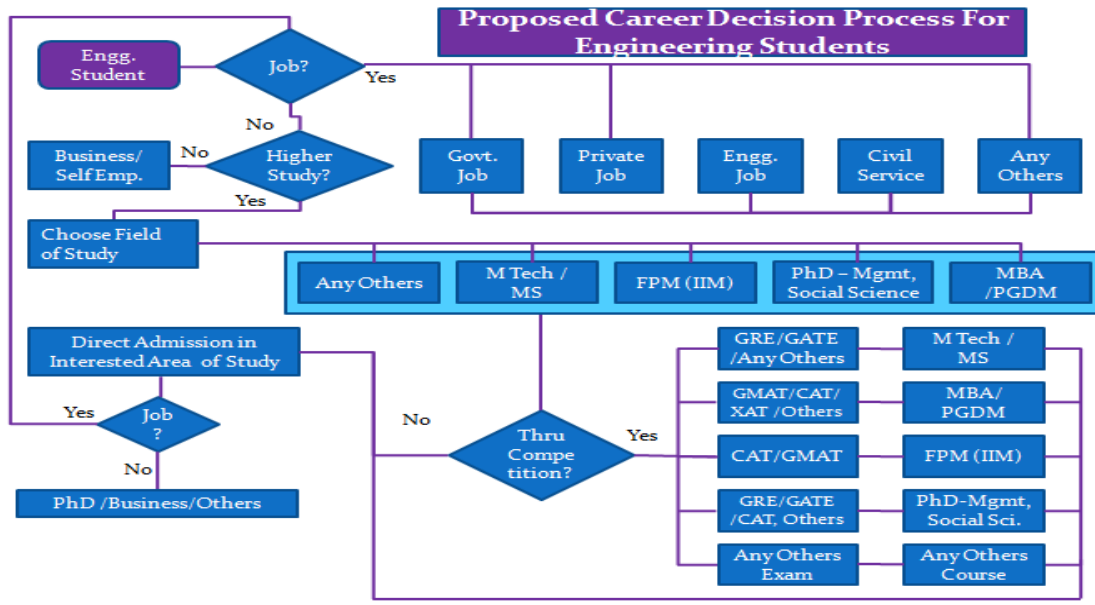 Proposed Career Decision Process For
Engineering Students
Engg.
Student
Job?
Yes
No
Business/
Self Emp.
No
Higher
Study?
Yes
Govt.
Job
Private
Job
Engg.
Job
Civil
Service
Any
Others
Choose Field
of Study
Any Others
M Tech /
MS
FPM (IIM)
PhD – Mgmt,
Social Science
MBA
/PGDM
Direct Admission in
Interested Area of Study
Yes
Job
?
No
PhD /Business/Others
No
Thru
Compe
tition?
Yes
GRE/GATE
/Any Others
M Tech /
MS
GMAT/CAT/
XAT /Others
MBA/
PGDM
CAT/GMAT
FPM (IIM)
GRE/GATE
/CAT, Others
PhD-Mgmt,
Social Sci.
Any Others
Exam
Any Others
Course